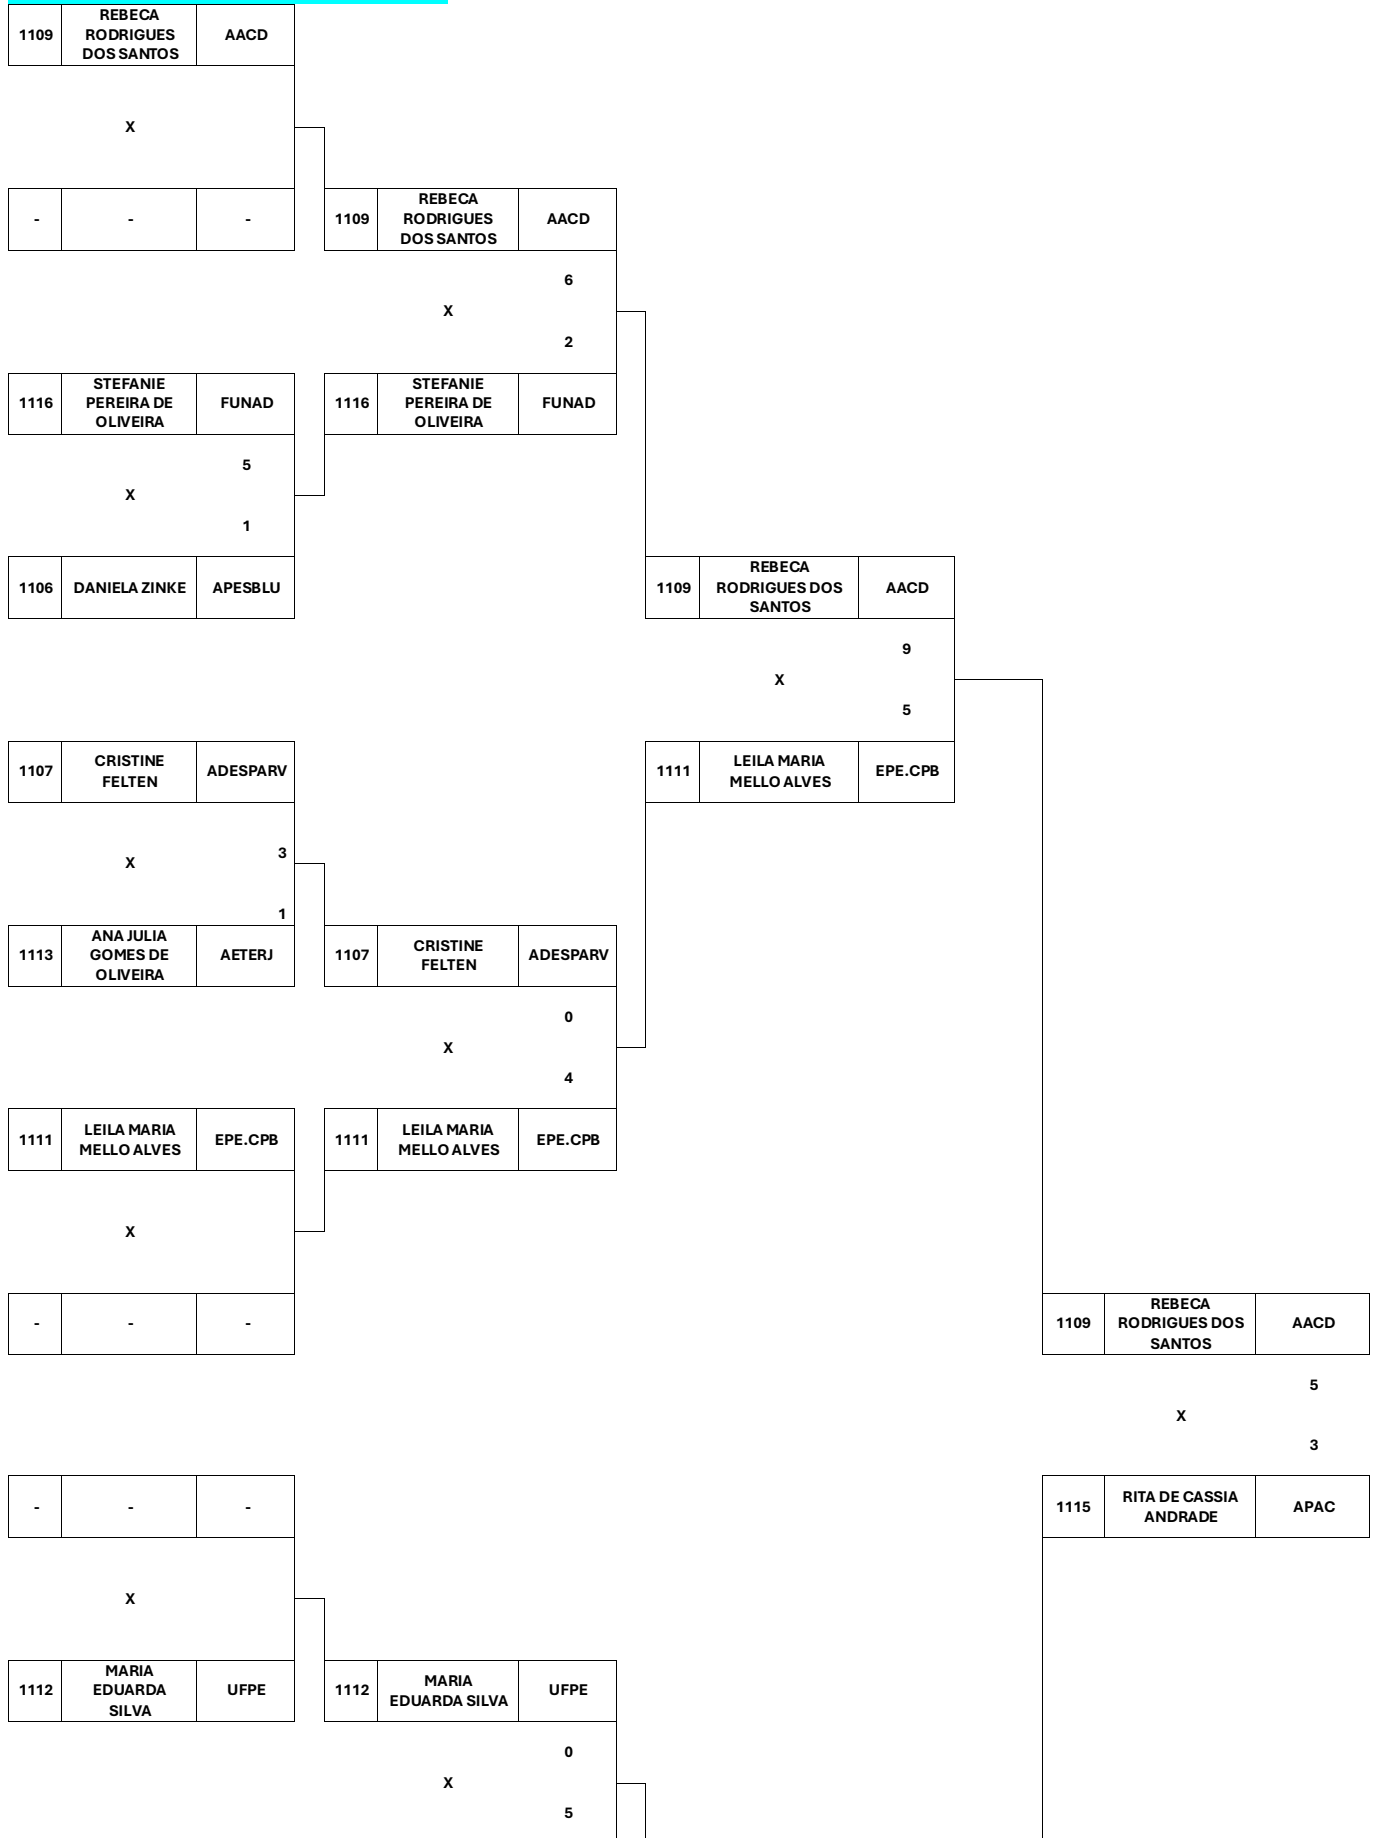 REBECA
1109 RODRIGUES AACD
DOS SANTOS
X
- - -
REBECA
1109 RODRIGUES AACD
DOS SANTOS
6
X
2
STEFANIE
1116 PEREIRA DE FUNAD
OLIVEIRA
STEFANIE
1116 PEREIRA DE FUNAD
OLIVEIRA
5
X
1
1106 DANIELA ZINKE APESBLU
REBECA
1109 RODRIGUES DOS AACD
SANTOS
9
X
5
CRISTINE
1107 ADESPARV
FELTEN
LEILA MARIA
1111 EPE.CPB
MELLO ALVES
3
X
1
ANA JULIA
1113 GOMES DE AETERJ
OLIVEIRA
CRISTINE
1107 ADESPARV
FELTEN
0
X
4
LEILA MARIA
1111 EPE.CPB
MELLO ALVES
LEILA MARIA
1111 EPE.CPB
MELLO ALVES
X
- - -
REBECA
1109 RODRIGUES DOS AACD
SANTOS
5
X
3
- - -
RITA DE CASSIA
1115 APAC
ANDRADE
X
MARIA
1112 EDUARDA UFPE
SILVA
MARIA
1112 UFPE
EDUARDA SILVA
0
X
5